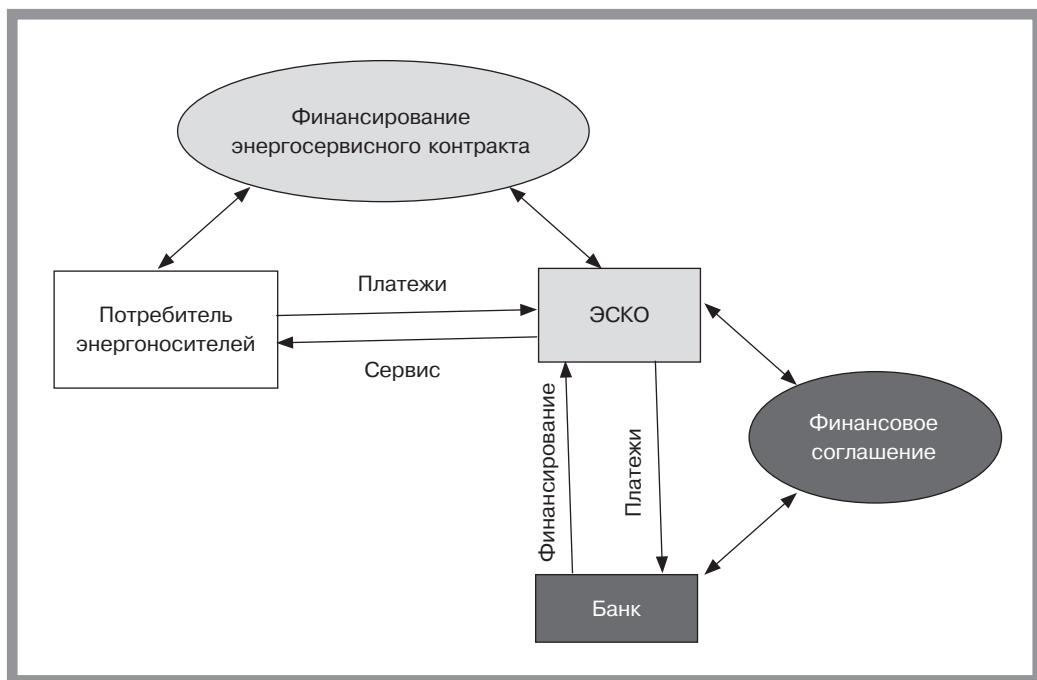 Финансирование
энергосервисного контракта
Платежи
Потребитель
энергоносителей
ЭСКО
Сервис
Финансирование
Платежи
Финансовое
соглашение
Банк